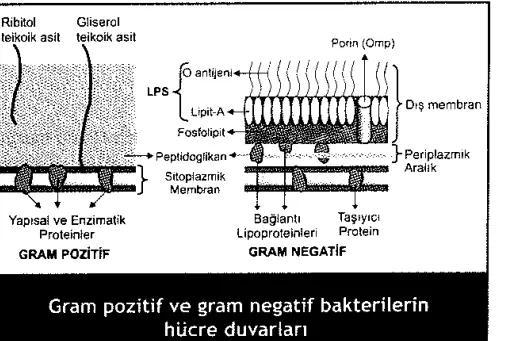 Ribitol
teikoik asit
Gliserol
teikoik asit
Porin (Omp)
LPS
O antijeni
Lipit-A
Fosfolipit
Dış membran
Peptidoglikan
Periplazmik
Aralık
Sitoplazmik
Membran
Yapısal ve Enzimatik
Proteinler
Bağlantı
Lipoproteinleri
Taşıyıcı
Protein
GRAM POZİTİF
GRAM NEGATİF
Gram pozitif ve gram negatif bakterilerin
hücre duvarları